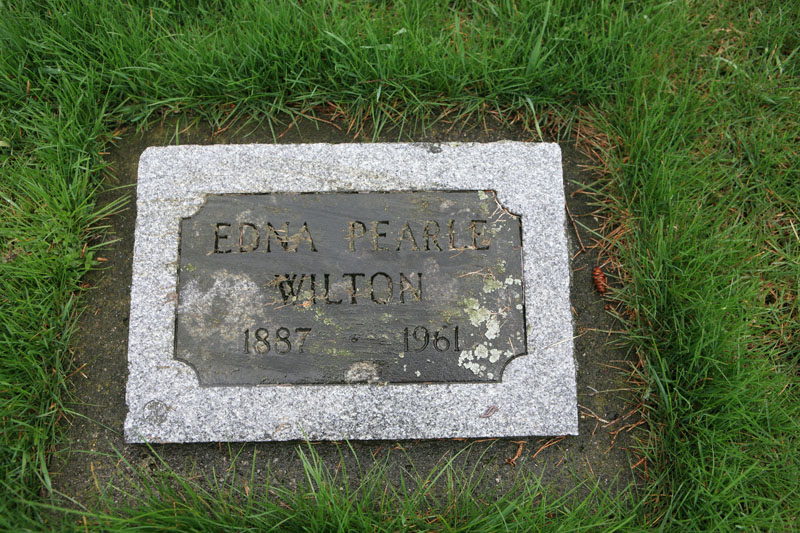 EDNA PEARLE
WILTON
1887 · 1961